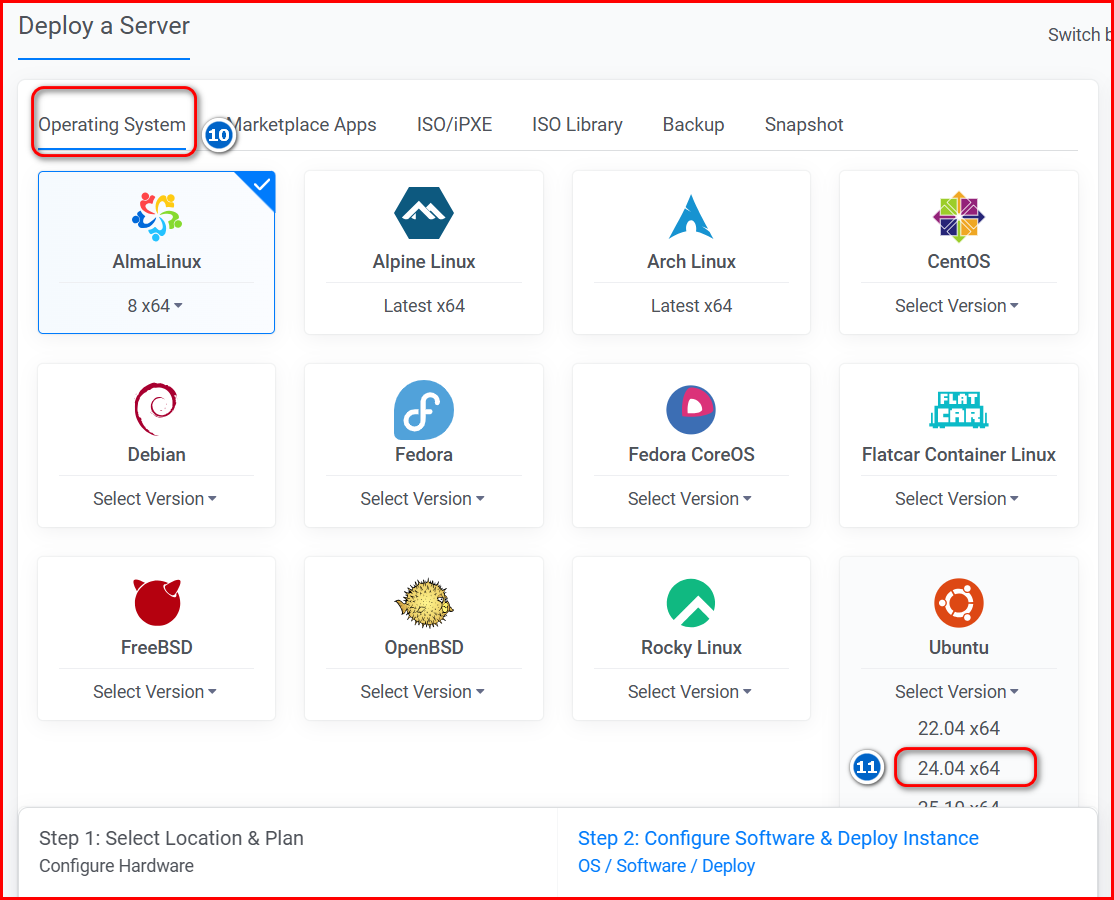 Deploy a Server
Switch b
Operating System
10
Marketplace Apps
ISO/iPXE
ISO Library
Backup
Snapshot
AlmaLinux
8 x64
Alpine Linux
Latest x64
Arch Linux
Latest x64
CentOS
Select Version
Debian
Select Version
Fedora
Select Version
Fedora CoreOS
Select Version
FLAT
CAR
Flatcar Container Linux
Select Version
FreeBSD
Select Version
OpenBSD
Select Version
Rocky Linux
Select Version
Ubuntu
Select Version
22.04 x64
11
24.04 x64
Step 1: Select Location & Plan
Configure Hardware
Step 2: Configure Software & Deploy Instance
OS / Software / Deploy